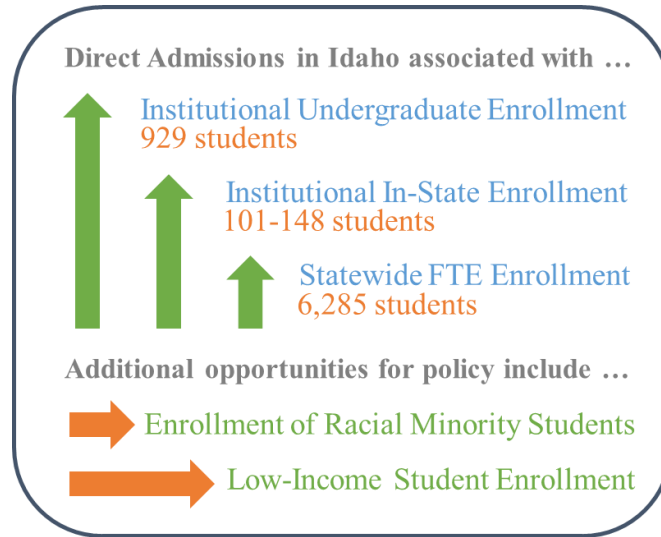 Direct Admissions in Idaho associated with …
Institutional Undergraduate Enrollment
929 students
Institutional In-State Enrollment
101-148 students
Statewide FTE Enrollment
6,285 students
Additional opportunities for policy include …
Enrollment of Racial Minority Students
Low-Income Student Enrollment